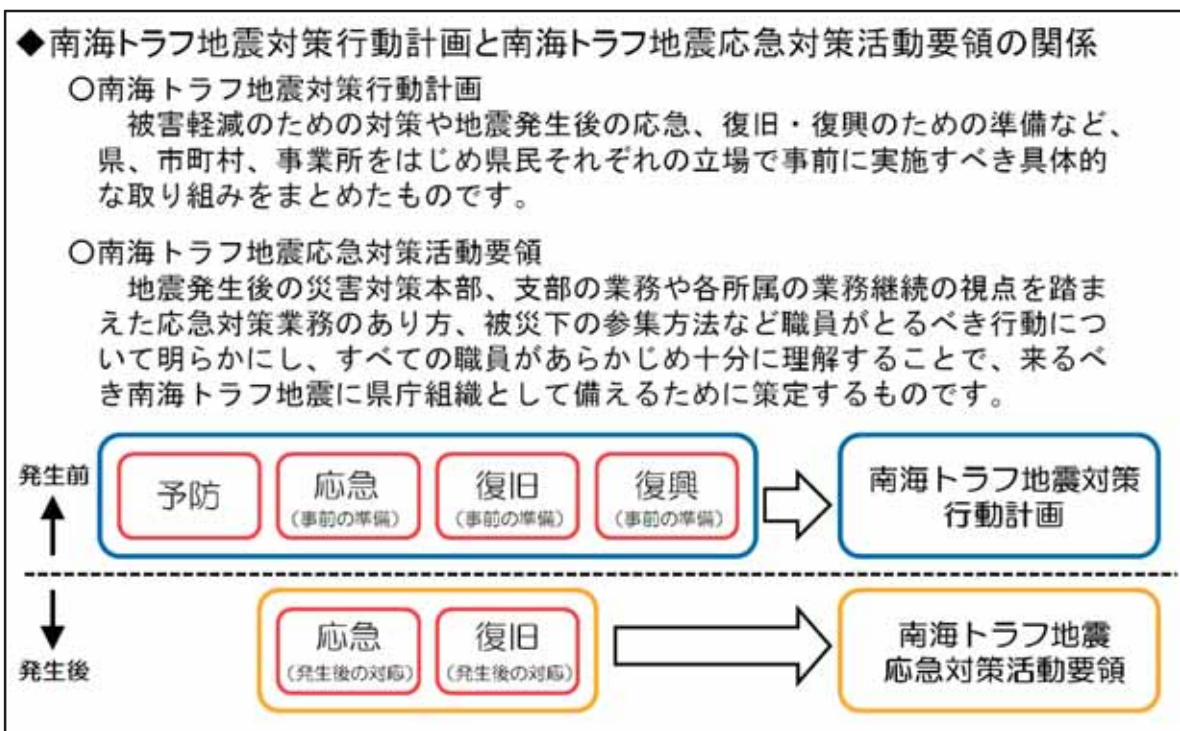 ◆南海トラフ地震対策行動計画と南海トラフ地震応急対策活動要領の関係
〇南海トラフ地震対策行動計画
被害軽減のための対策や地震発生後の応急、復旧・復興のための準備など、
県、市町村、事業所をはじめ県民それぞれの立場で事前に実施すべき具体的
な取り組みをまとめたものです。
〇南海トラフ地震応急対策活動要領
地震発生後の災害対策本部、支部の業務や各所属の業務継続の視点を踏ま
えた応急対策業務のあり方、被災下の参集方法など職員がとるべき行動につ
いて明らかにし、すべての職員があらかじめ十分に理解することで、来るべ
き南海トラフ地震に県庁組織として備えるために策定するものです。
発生前
予防
応急
(事前の準備)
復旧
(事前の準備)
復興
(事前の準備)
南海トラフ地震対策
行動計画
発生後
応急
(発生後の対応)
復旧
(発生後の対応)
南海トラフ地震
応急対策活動要領